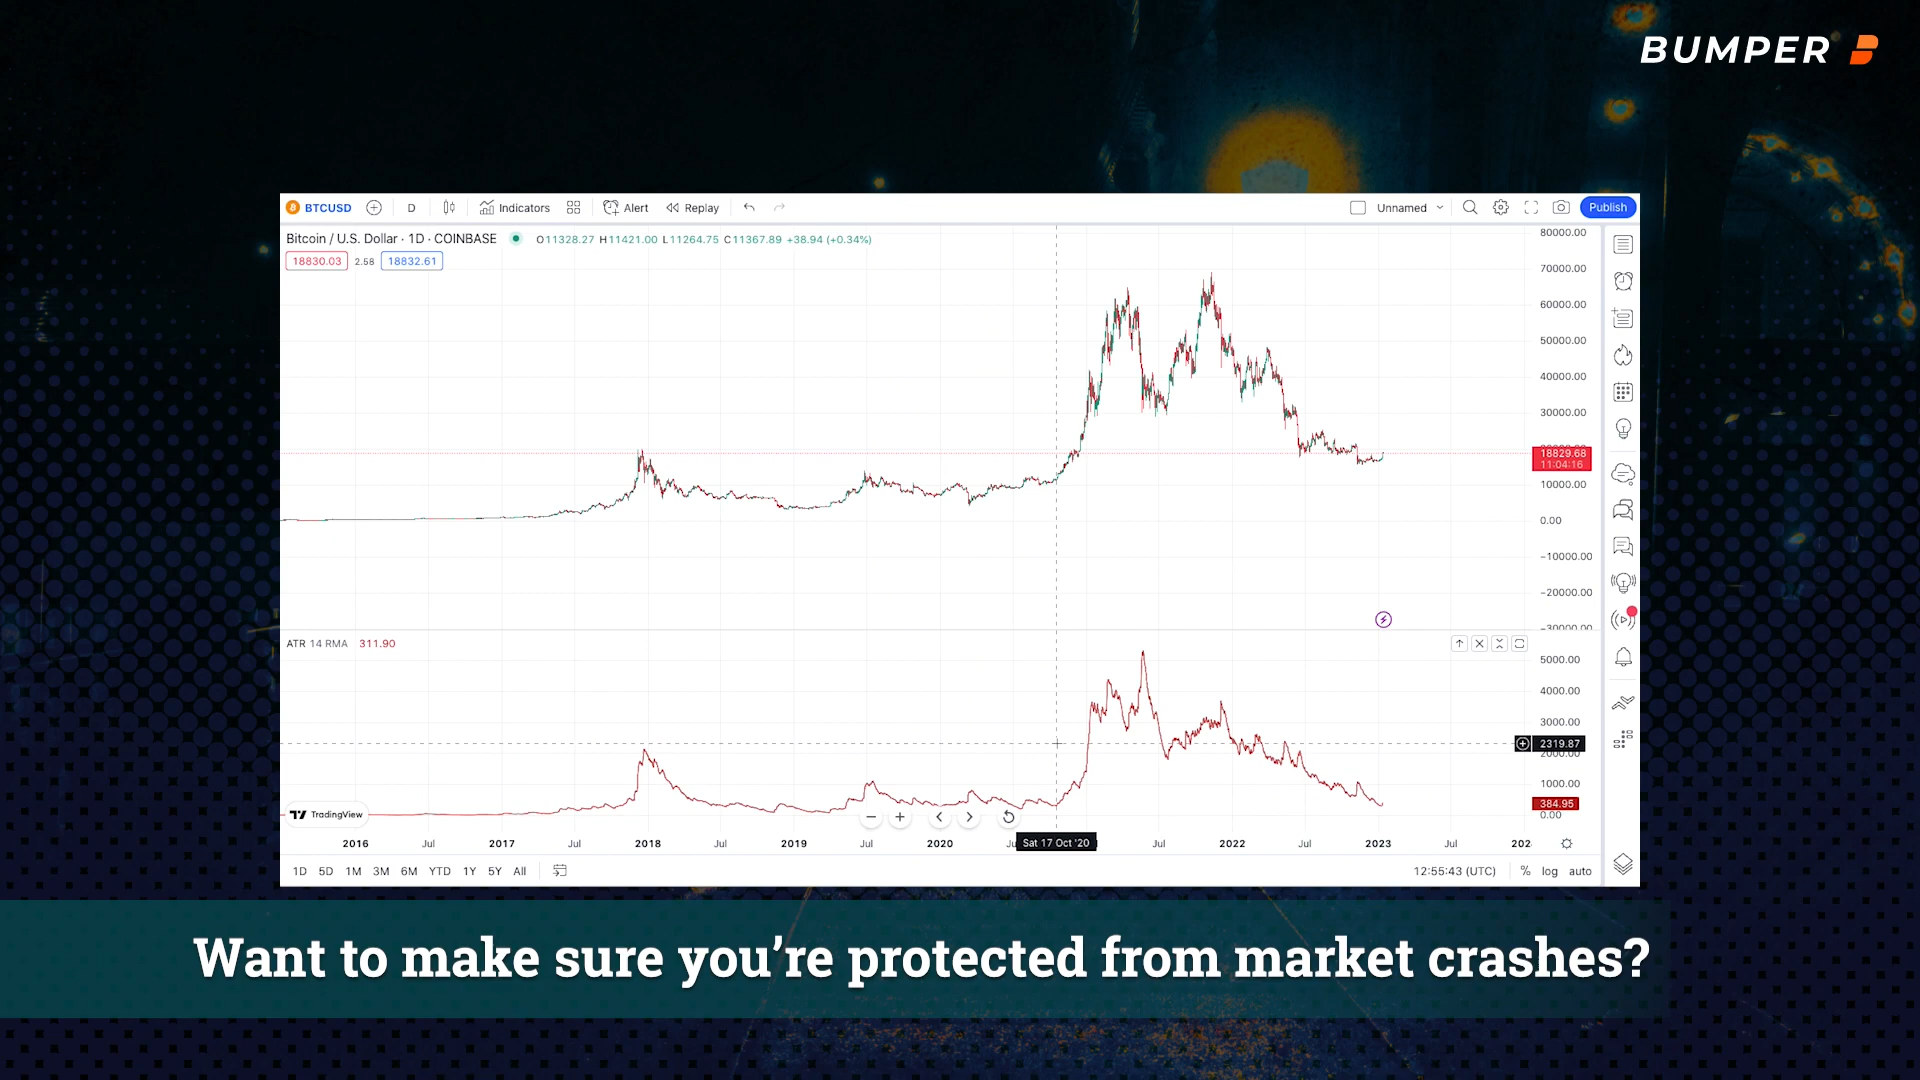 BUMPER
BTCUSD D Indicators Alert Replay Unnamed Publish
Bitcoin / U.S. Dollar · 1D · COINBASE O11328.27 H11421.00 L11264.75 C11367.89 +38.94 (+0.34%)
18830.03 2.58 18832.61
80000.00
70000.00
60000.00
50000.00
40000.00
30000.00
18829.68
11:04:16
10000.00
0.00
−10000.00
−20000.00
−30000.00
ATR 14 RMA 311.90
5000.00
4000.00
3000.00
2319.87
2000.00
1000.00
384.95
0.00
TradingView
2016 Jul 2017 Jul 2018 Jul 2019 Jul 2020 Sat 17 Oct '20 Jul 2022 Jul 2023 Jul 202
1D 5D 1M 3M 6M YTD 1Y 5Y All 12:55:43 (UTC) % log auto
Want to make sure you're protected from market crashes?